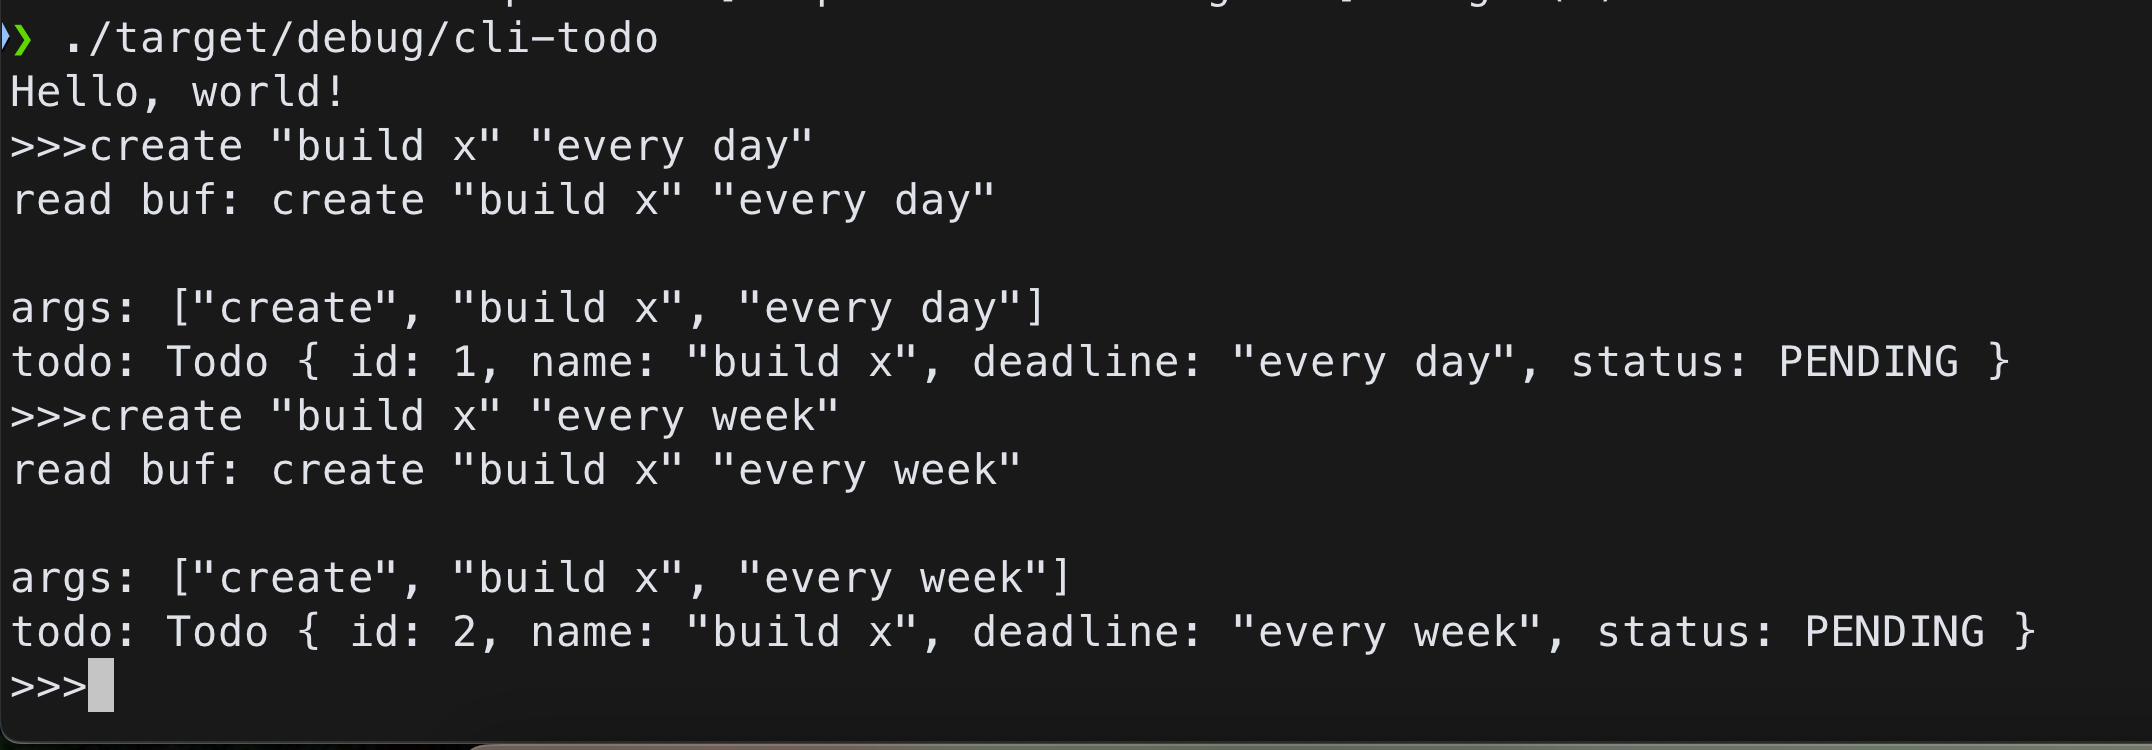 ❯ ./target/debug/cli-todo
Hello, world!
>>>create "build x" "every day"
read buf: create "build x" "every day"
args: ["create", "build x", "every day"]
todo: Todo { id: 1, name: "build x", deadline: "every day", status: PENDING }
>>>create "build x" "every week"
read buf: create "build x" "every week"
args: ["create", "build x", "every week"]
todo: Todo { id: 2, name: "build x", deadline: "every week", status: PENDING }
>>>